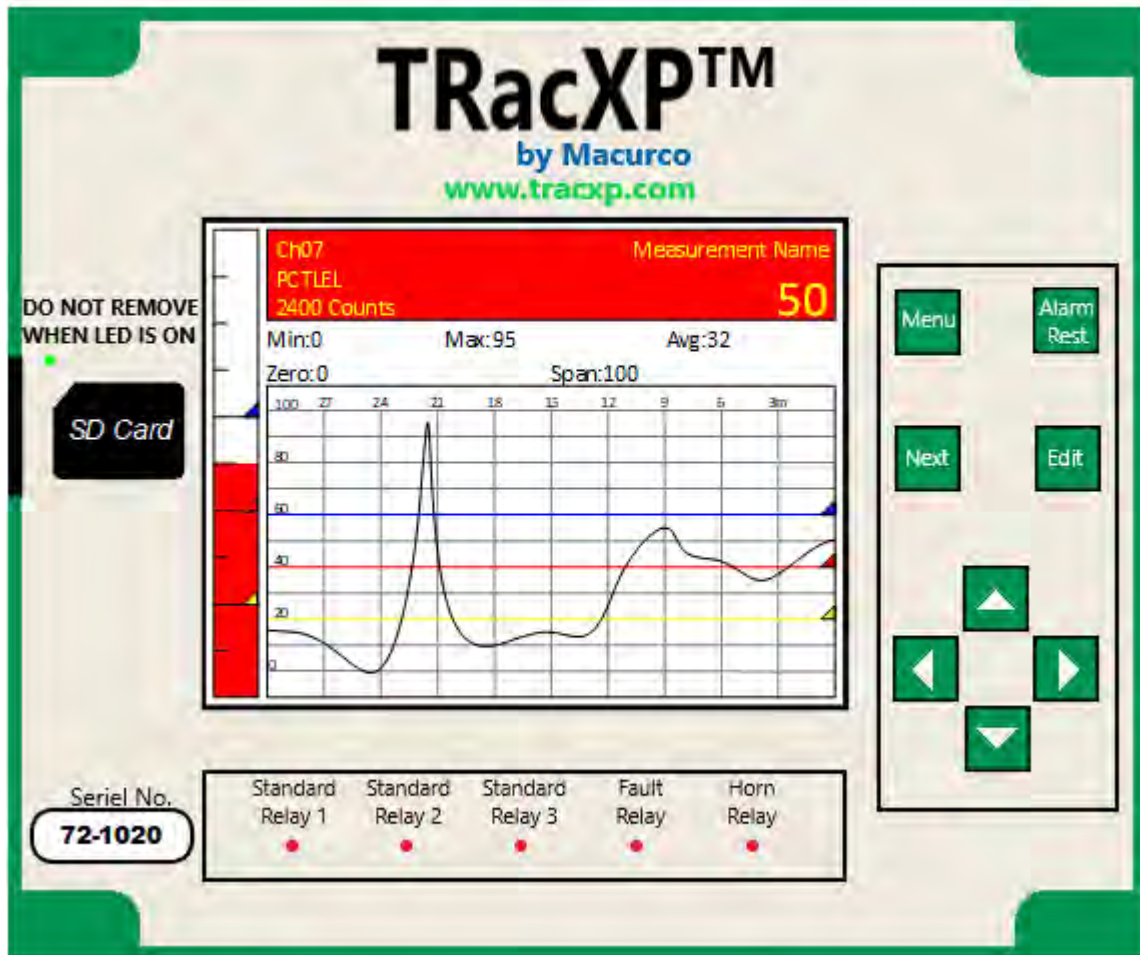 TRacXP™
by Macurco
www.tracxp.com
DO NOT REMOVE
WHEN LED IS ON
SD Card
Ch07
Measurement Name
PCTLEL
2400 Counts
50
Min:0 Max:95 Avg:32
Zero:0 Span:100
100 27 24 21 18 15 12 9 6 3m
80
60
40
20
0
Menu
Alarm
Rest
Next
Edit
Seriel No.
72-1020
Standard
Relay 1
Standard
Relay 2
Standard
Relay 3
Fault
Relay
Horn
Relay